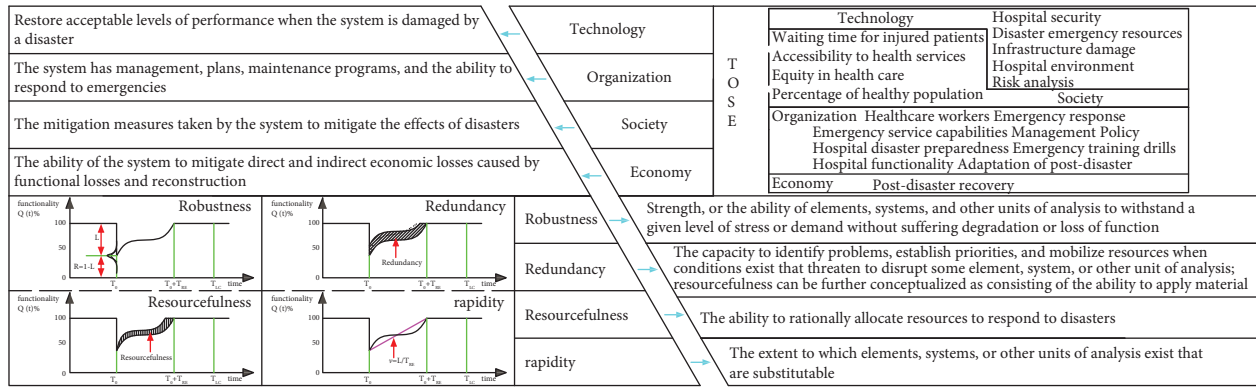 Restore acceptable levels of performance when the system is damaged by
a disaster
Technology
The system has management, plans, maintenance programs, and the ability to
respond to emergencies
Organization
The mitigation measures taken by the system to mitigate the effects of disasters
Society
The ability of the system to mitigate direct and indirect economic losses caused by
functional losses and reconstruction
Economy
T
O
S
E
Technology
Waiting time for injured patients
Accessibility to health services
Equity in health care
Percentage of healthy population
Hospital security
Disaster emergency resources
Infrastructure damage
Hospital environment
Risk analysis
Society
Organization Healthcare workers Emergency response
Emergency service capabilities Management Policy
Hospital disaster preparedness Emergency training drills
Hospital functionality Adaptation of post-disaster
Economy Post-disaster recovery
functionality
Q (t)%
Robustness
100
50
0
L
R=1-L
T0
T0+TRE
TLC
time
functionality
Q (t)%
Redundancy
100
50
0
Redundancy
T0
T0+TRE
TLC
time
functionality
Q (t)%
Resourcefulness
100
50
0
Resourcefulness
T0
T0+TRE
TLC
time
functionality
Q (t)%
rapidity
100
50
0
v=L/TRE
T0
T0+TRE
TLC
time
Robustness
Strength, or the ability of elements, systems, and other units of analysis to withstand a
given level of stress or demand without suffering degradation or loss of function
Redundancy
The capacity to identify problems, establish priorities, and mobilize resources when
conditions exist that threaten to disrupt some element, system, or other unit of analysis;
resourcefulness can be further conceptualized as consisting of the ability to apply material
Resourcefulness
The ability to rationally allocate resources to respond to disasters
rapidity
The extent to which elements, systems, or other units of analysis exist that
are substitutable